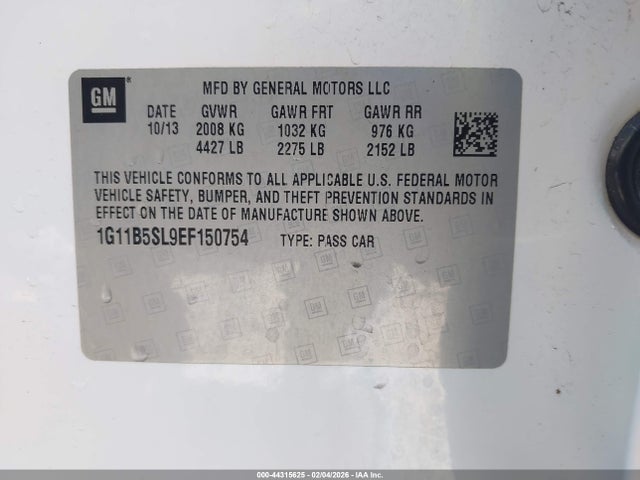 GM ® MFD BY GENERAL MOTORS LLC
DATE GVWR GAWR FRT GAWR RR
10/13 2008 KG 1032 KG 976 KG
4427 LB 2275 LB 2152 LB
THIS VEHICLE CONFORMS TO ALL APPLICABLE U.S. FEDERAL MOTOR
VEHICLE SAFETY, BUMPER, AND THEFT PREVENTION STANDARDS IN
EFFECT ON THE DATE OF MANUFACTURE SHOWN ABOVE.
1G11B5SL9EF150754 TYPE: PASS CAR
000-44315625 - 02/04/2026 - IAA Inc.